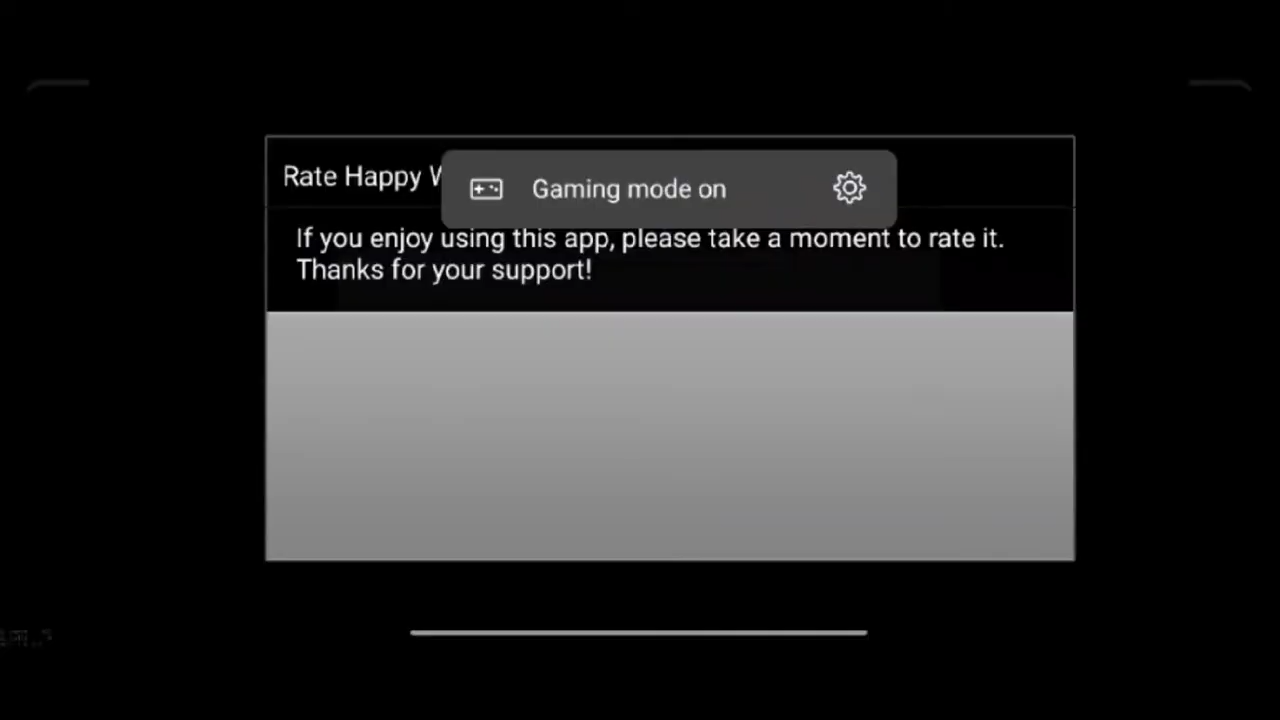 Rate Happy
Gaming mode on
If you enjoy using this app, please take a moment to rate it.
Thanks for your support!